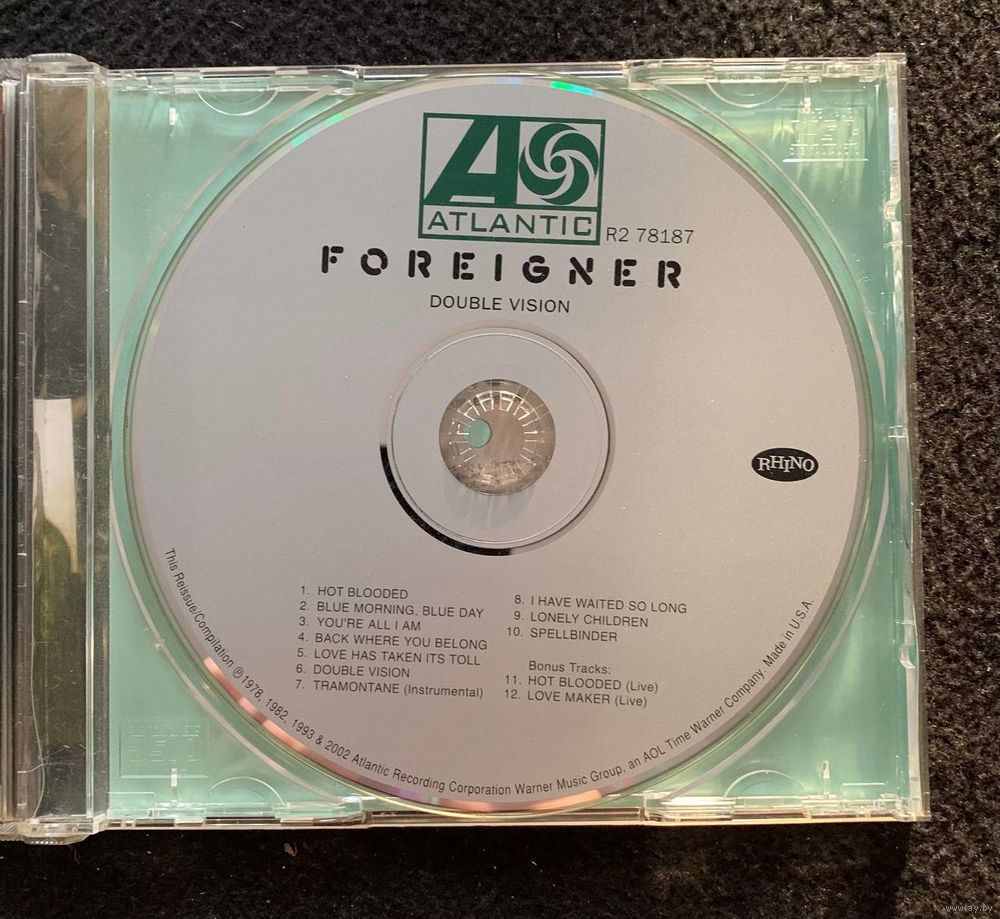 ATLANTIC
R2 78187
FOREIGNER
DOUBLE VISION
RHINO
1. HOT BLOODED
2. BLUE MORNING, BLUE DAY
3. YOU'RE ALL I AM
4. BACK WHERE YOU BELONG
5. LOVE HAS TAKEN ITS TOLL
6. DOUBLE VISION
7. TRAMONTANE (Instrumental)
8. I HAVE WAITED SO LONG
9. LONELY CHILDREN
10. SPELLBINDER
Bonus Tracks:
11. HOT BLOODED (Live)
12. LOVE MAKER (Live)
This Reissue/Compilation ℗1978, 1982, 1993 & 2002 Atlantic Recording Corporation Warner Music Group, an AOL Time Warner Company. Made in U.S.A.
www.ay.by